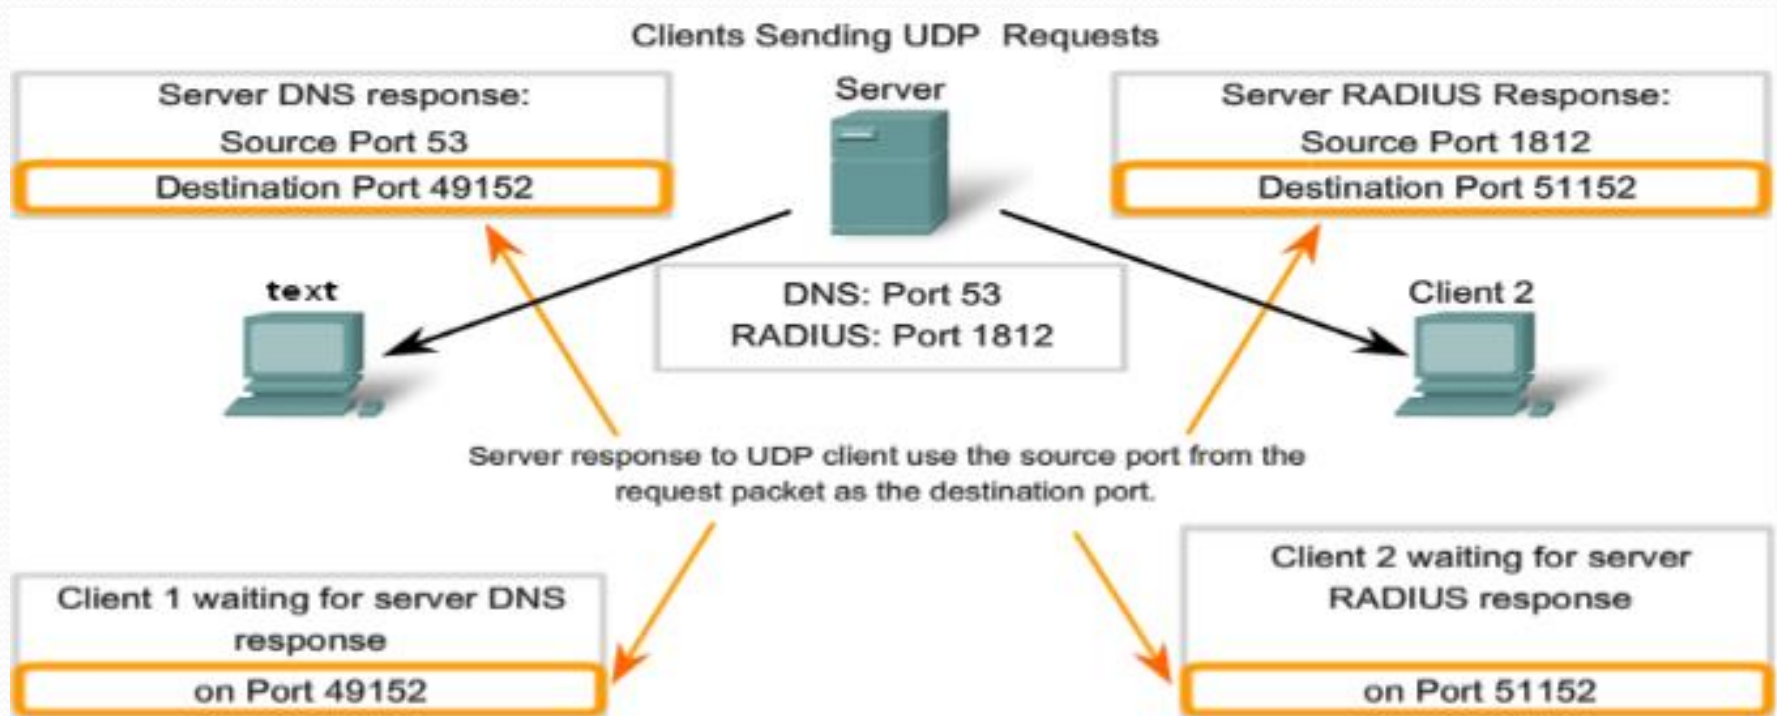 Clients Sending UDP Requests
Server DNS response:
Source Port 53
Destination Port 49152
Server
Server RADIUS Response:
Source Port 1812
Destination Port 51152
text
DNS: Port 53
RADIUS: Port 1812
Client 2
Server response to UDP client use the source port from the
request packet as the destination port.
Client 1 waiting for server DNS
response
on Port 49152
Client 2 waiting for server
RADIUS response
on Port 51152